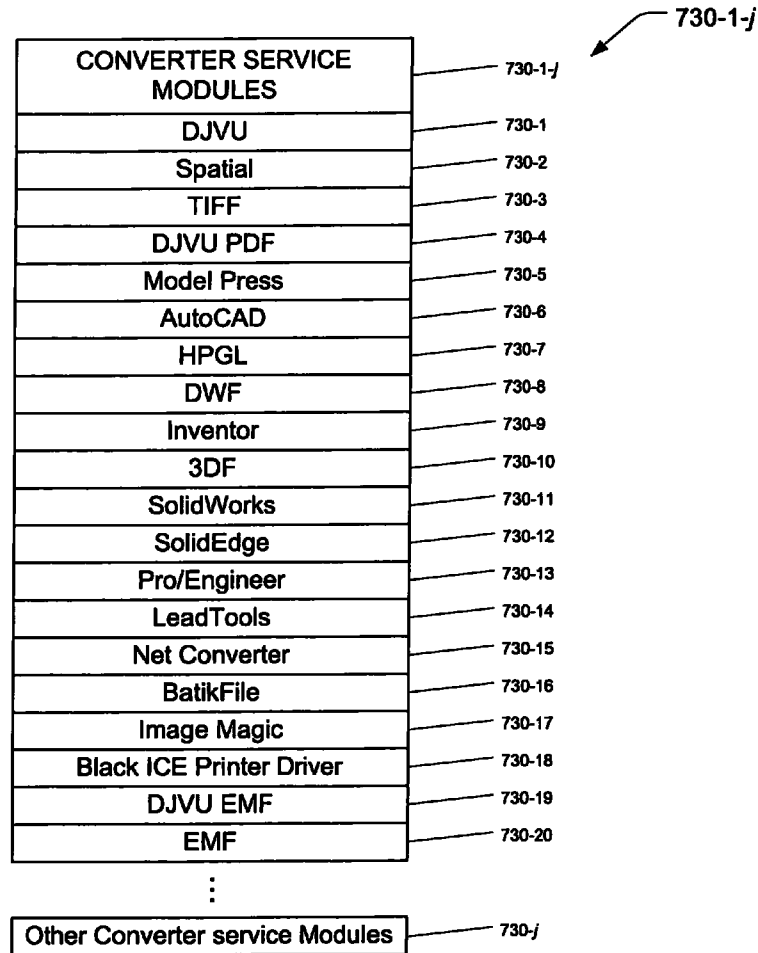 730-1-j
CONVERTER SERVICE
MODULES
730-1-j
DJVU
730-1
Spatial
730-2
TIFF
730-3
DJVU PDF
730-4
Model Press
730-5
AutoCAD
730-6
HPGL
730-7
DWF
730-8
Inventor
730-9
3DF
730-10
SolidWorks
730-11
SolidEdge
730-12
Pro/Engineer
730-13
LeadTools
730-14
Net Converter
730-15
BatikFile
730-16
Image Magic
730-17
Black ICE Printer Driver
730-18
DJVU EMF
730-19
EMF
730-20
⋮
Other Converter service Modules
730-j